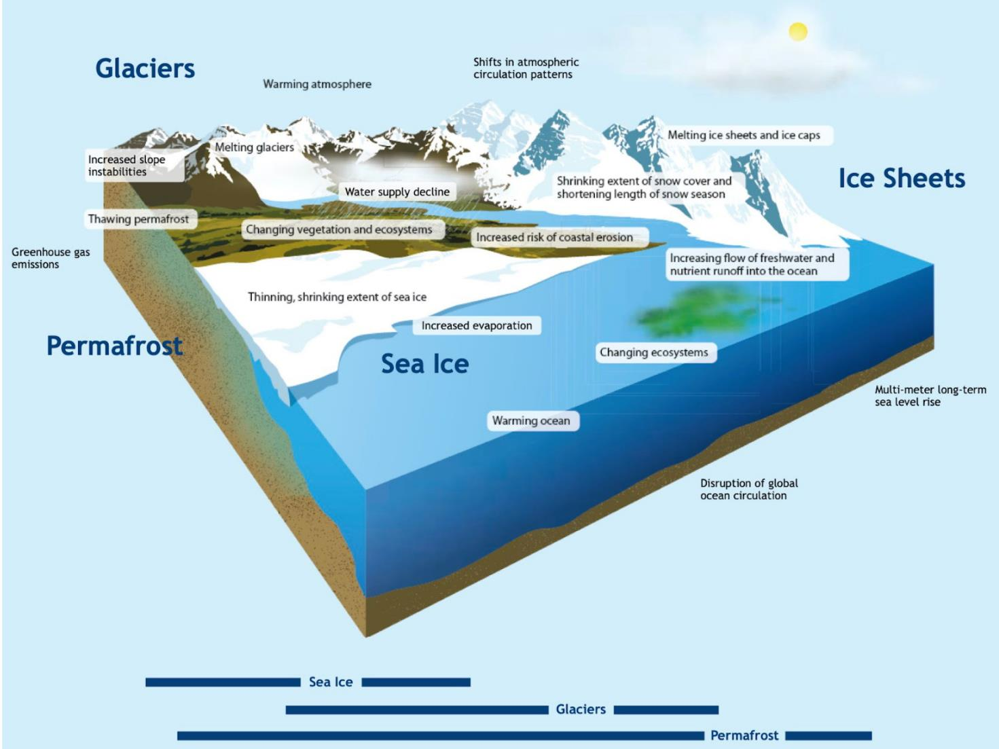 Glaciers
Warming atmosphere
Shifts in atmospheric
circulation patterns
Melting glaciers
Melting ice sheets and ice caps
Increased slope
instabilities
Ice Sheets
Water supply decline
Shrinking extent of snow cover and
shortening length of snow season
Thawing permafrost
Changing vegetation and ecosystems
Increased risk of coastal erosion
Greenhouse gas
emissions
Increasing flow of freshwater and
nutrient runoff into the ocean
Thinning, shrinking extent of sea ice
Increased evaporation
Permafrost
Sea Ice
Changing ecosystems
Multi-meter long-term
sea level rise
Warming ocean
Disruption of global
ocean circulation
Sea Ice
Glaciers
Permafrost